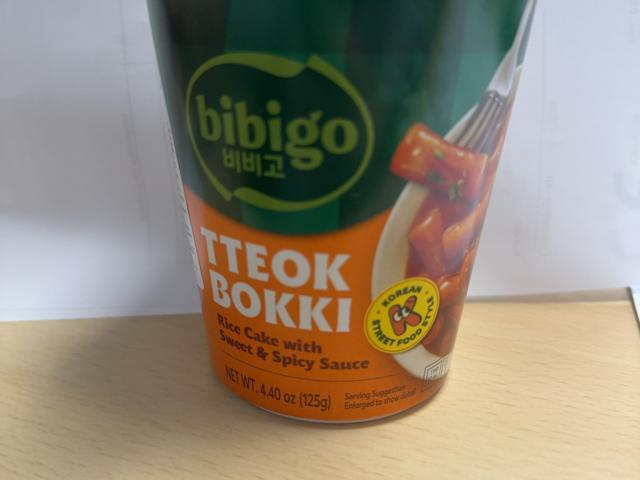 bibigo
비비고
TTEOK
BOKKI
Rice Cake with
Sweet & Spicy Sauce
NET WT. 4.40 oz (125g)
KOREAN
STREET FOOD STYLE
Serving Suggestion
Enlarged to show detail